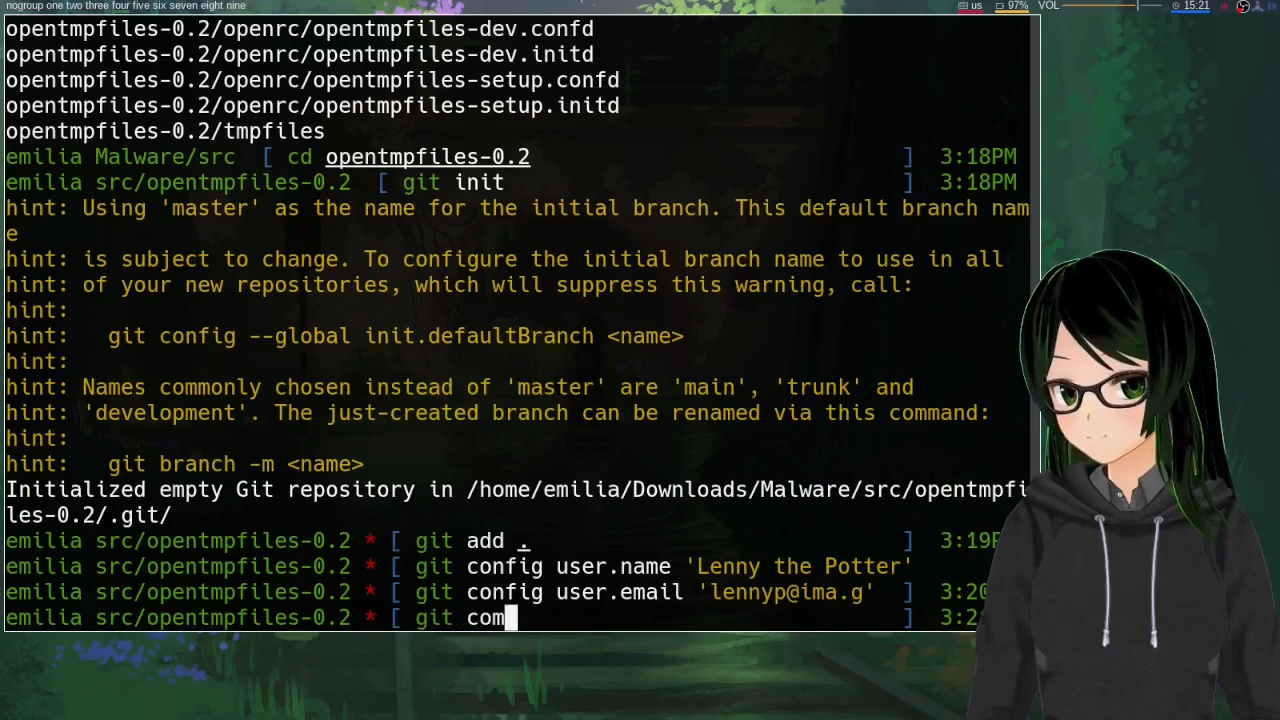 nogroup one two three four five six seven eight nine us 97% VOL 15:21
opentmpfiles-0.2/openrc/opentmpfiles-dev.confd
opentmpfiles-0.2/openrc/opentmpfiles-dev.initd
opentmpfiles-0.2/openrc/opentmpfiles-setup.confd
opentmpfiles-0.2/openrc/opentmpfiles-setup.initd
opentmpfiles-0.2/tmpfiles
emilia Malware/src [ cd opentmpfiles-0.2 ] 3:18PM
emilia src/opentmpfiles-0.2 [ git init ] 3:18PM
hint: Using 'master' as the name for the initial branch. This default branch nam
e
hint: is subject to change. To configure the initial branch name to use in all
hint: of your new repositories, which will suppress this warning, call:
hint:
hint:   git config --global init.defaultBranch <name>
hint:
hint: Names commonly chosen instead of 'master' are 'main', 'trunk' and
hint: 'development'. The just-created branch can be renamed via this command:
hint:
hint:   git branch -m <name>
Initialized empty Git repository in /home/emilia/Downloads/Malware/src/opentmpfi
les-0.2/.git/
emilia src/opentmpfiles-0.2 * [ git add . ] 3:19
emilia src/opentmpfiles-0.2 * [ git config user.name 'Lenny the Potter'
emilia src/opentmpfiles-0.2 * [ git config user.email 'lennyp@ima.g' ] 3:20
emilia src/opentmpfiles-0.2 * [ git com ] 3:2